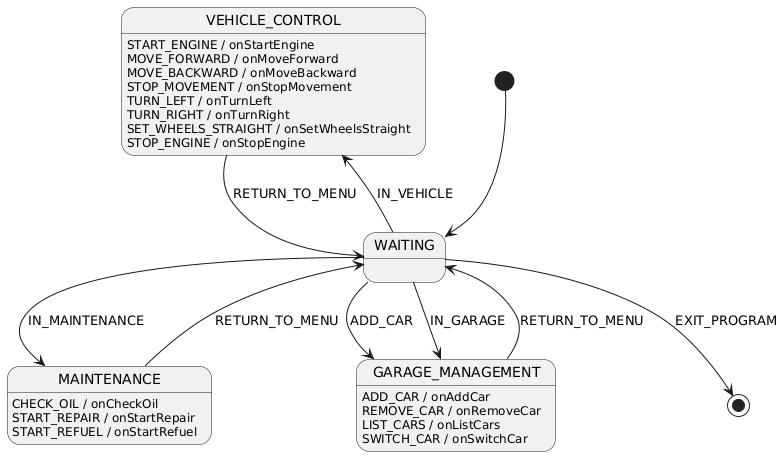 VEHICLE_CONTROL
START_ENGINE / onStartEngine
MOVE_FORWARD / onMoveForward
MOVE_BACKWARD / onMoveBackward
STOP_MOVEMENT / onStopMovement
TURN_LEFT / onTurnLeft
TURN_RIGHT / onTurnRight
SET_WHEELS_STRAIGHT / onSetWheelsStraight
STOP_ENGINE / onStopEngine
RETURN_TO_MENU
IN_VEHICLE
WAITING
IN_MAINTENANCE
RETURN_TO_MENU
ADD_CAR
IN_GARAGE
RETURN_TO_MENU
EXIT_PROGRAM
MAINTENANCE
CHECK_OIL / onCheckOil
START_REPAIR / onStartRepair
START_REFUEL / onStartRefuel
GARAGE_MANAGEMENT
ADD_CAR / onAddCar
REMOVE_CAR / onRemoveCar
LIST_CARS / onListCars
SWITCH_CAR / onSwitchCar